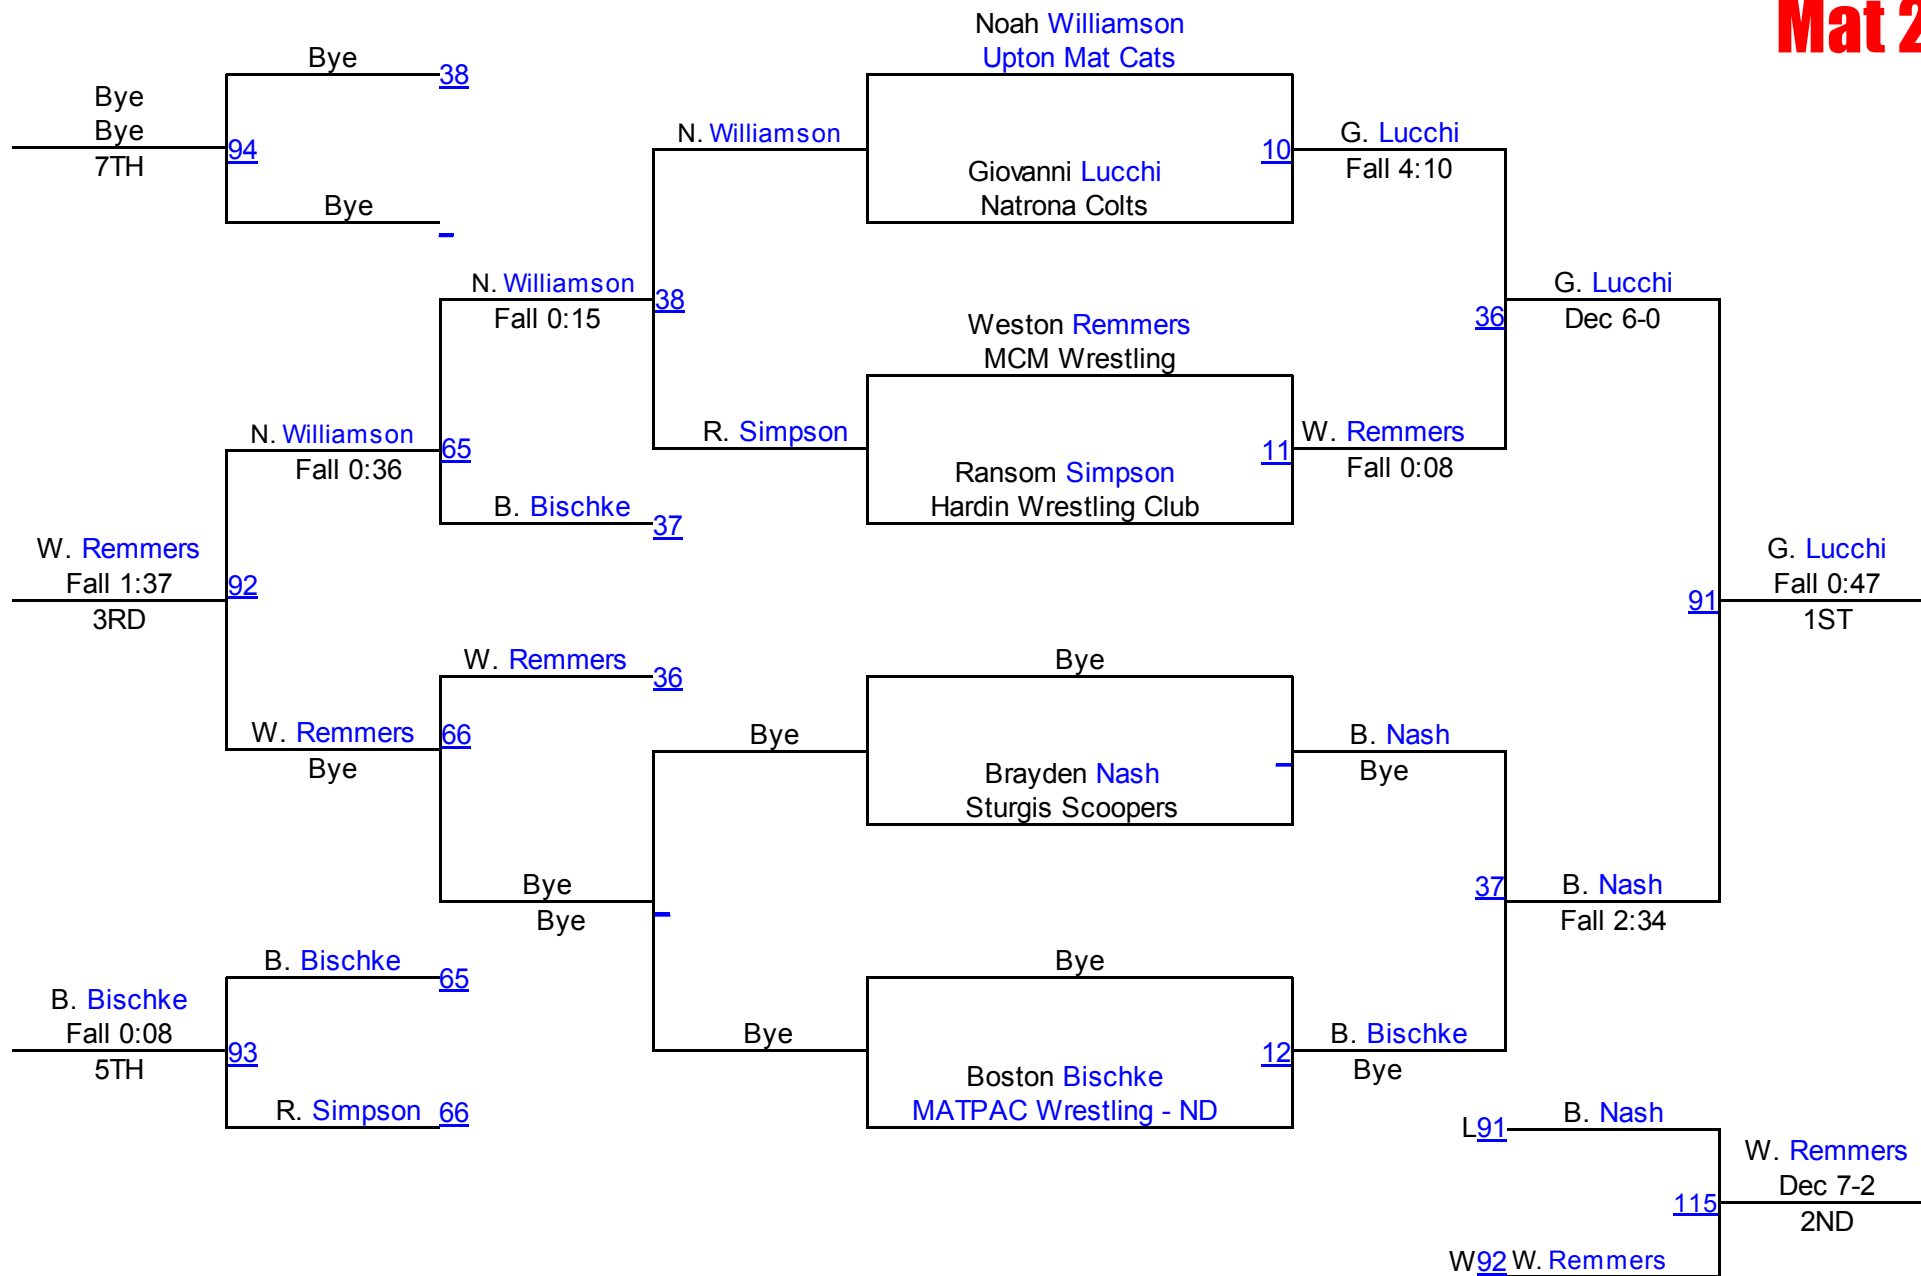 Mat 2
Noah Williamson
Upton Mat Cats
Bye
38
Bye
Bye
7TH
94
N. Williamson
10
G. Lucchi
Fall 4:10
Giovanni Lucchi
Natrona Colts
Bye
N. Williamson
Fall 0:15
38
G. Lucchi
Dec 6-0
36
Weston Remmers
MCM Wrestling
N. Williamson
Fall 0:36
65
R. Simpson
11
W. Remmers
Fall 0:08
Ransom Simpson
Hardin Wrestling Club
B. Bischke
37
W. Remmers
Fall 1:37
3RD
92
91
G. Lucchi
Fall 0:47
1ST
W. Remmers
36
Bye
W. Remmers
Bye
66
Bye
B. Nash
Bye
Brayden Nash
Sturgis Scoopers
Bye
Bye
37
B. Nash
Fall 2:34
B. Bischke
65
Bye
B. Bischke
Fall 0:08
5TH
93
Bye
12
B. Bischke
Bye
Boston Bischke
MATPAC Wrestling - ND
R. Simpson
66
L91
B. Nash
W. Remmers
Dec 7-2
2ND
115
W92 W. Remmers